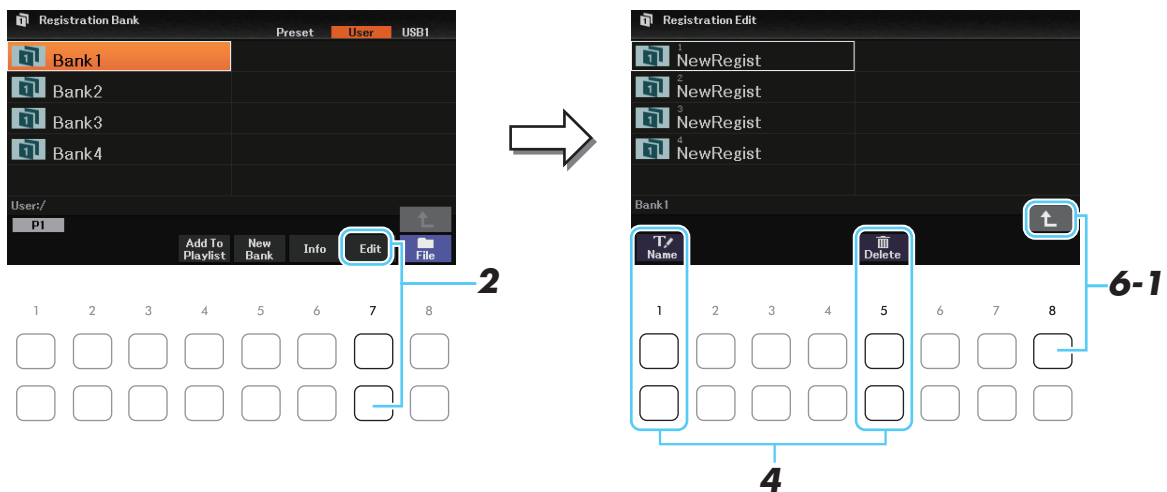 Registration Bank
Preset User USB1
Bank1
Bank2
Bank3
Bank4
User:/
P1
Add To Playlist New Bank Info Edit File
2
1 2 3 4 5 6 7 8
Registration Edit
1
NewRegist
2
NewRegist
3
NewRegist
4
NewRegist
Bank1
Name Delete
6-1
1 2 3 4 5 6 7 8
4